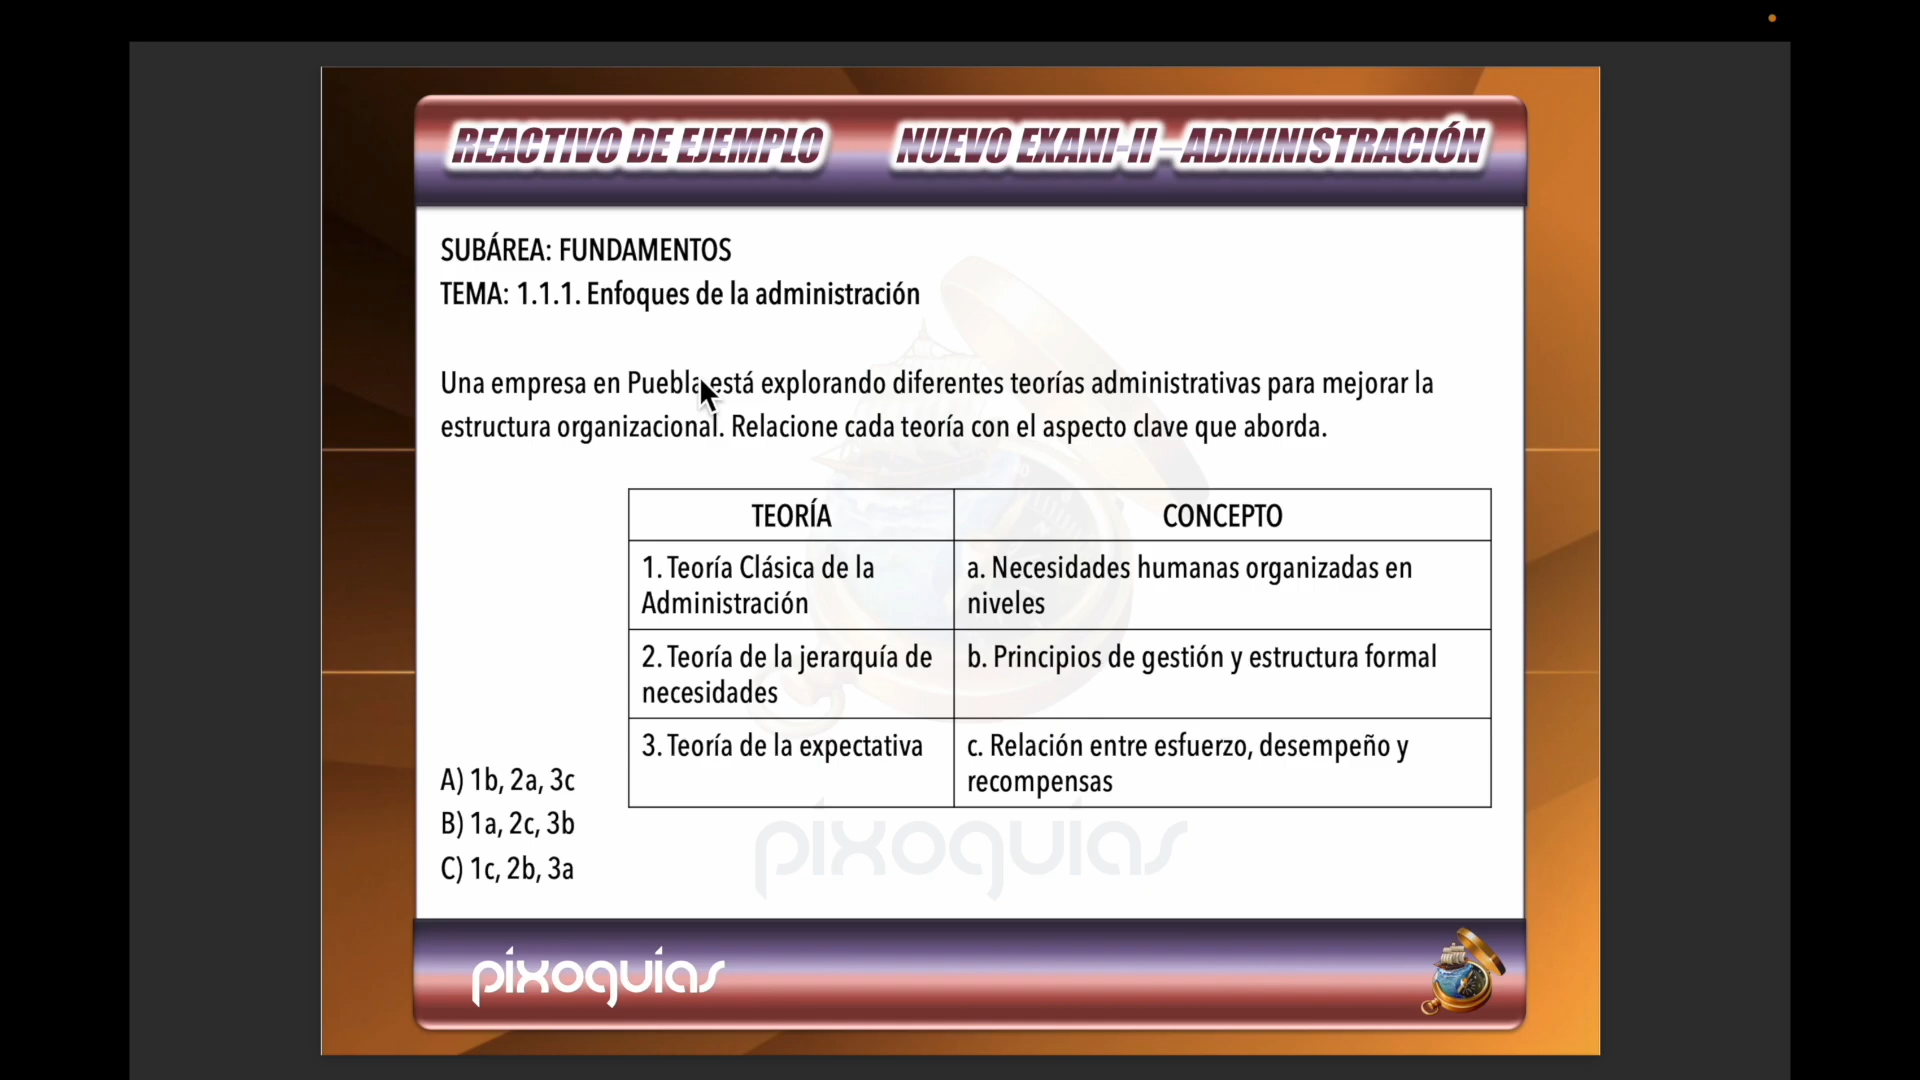 REACTIVO DE EJEMPLO NUEVO EXANI-II – ADMINISTRACIÓN
SUBÁREA: FUNDAMENTOS
TEMA: 1.1.1. Enfoques de la administración
Una empresa en Puebla está explorando diferentes teorías administrativas para mejorar la
estructura organizacional. Relacione cada teoría con el aspecto clave que aborda.
TEORÍA CONCEPTO
1. Teoría Clásica de la
Administración
a. Necesidades humanas organizadas en
niveles
2. Teoría de la jerarquía de
necesidades
b. Principios de gestión y estructura formal
3. Teoría de la expectativa
c. Relación entre esfuerzo, desempeño y
recompensas
A) 1b, 2a, 3c
B) 1a, 2c, 3b
C) 1c, 2b, 3a
pixoguías
pixoguías